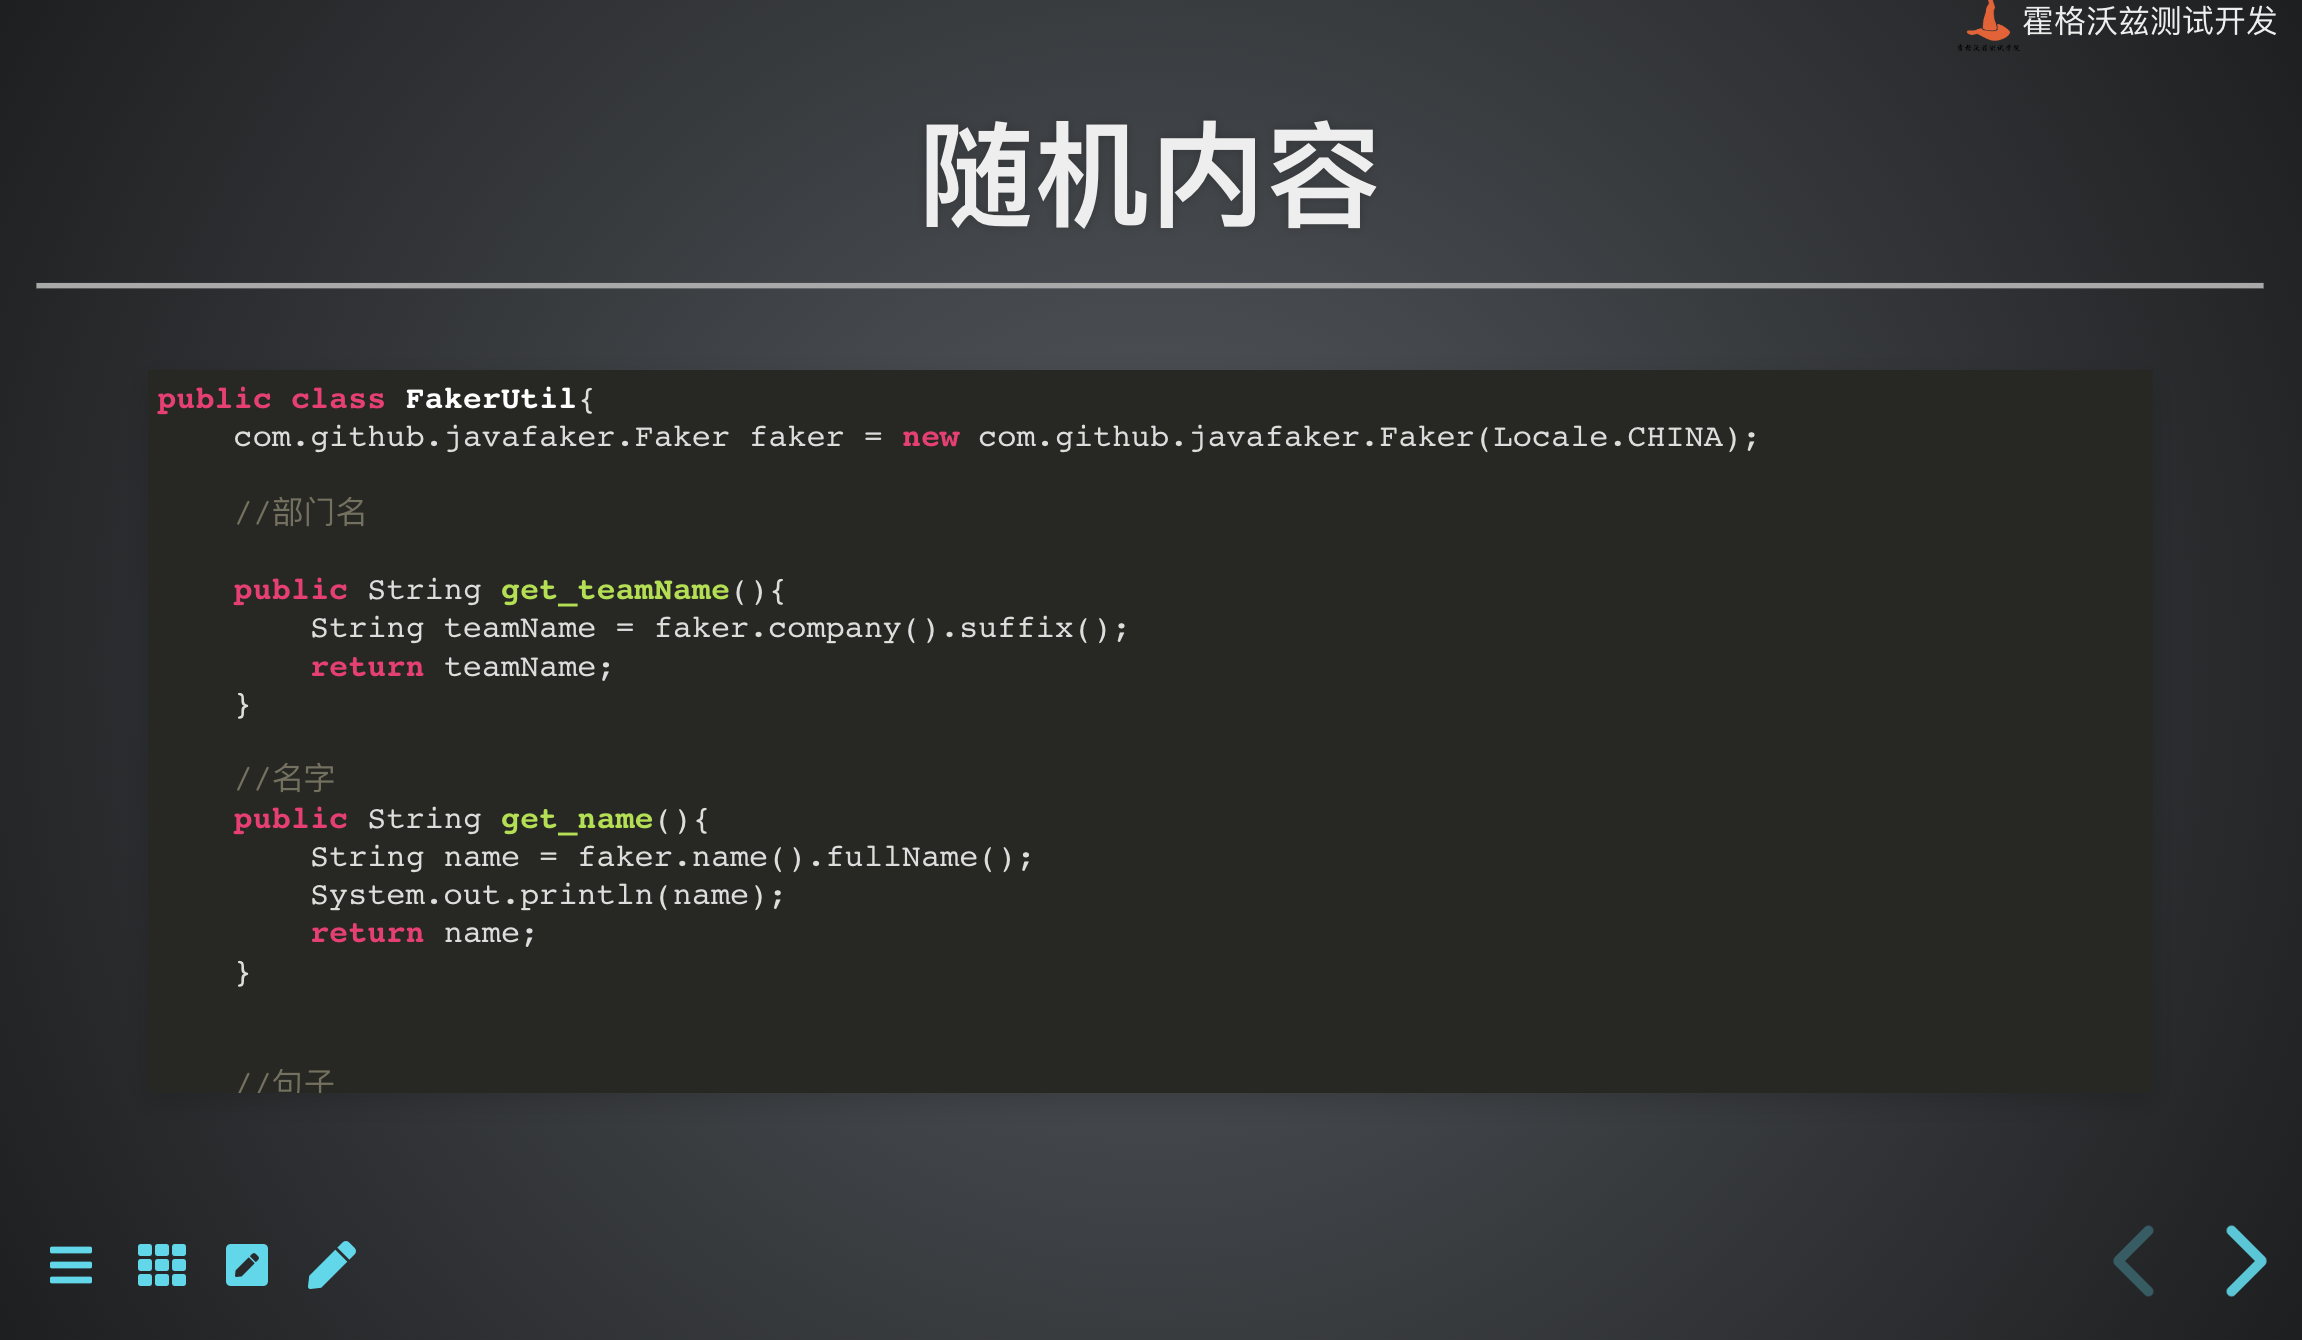 霍格沃兹测试开发
随机内容
public class FakerUtil{
    com.github.javafaker.Faker faker = new com.github.javafaker.Faker(Locale.CHINA);
    //部门名
    public String get_teamName(){
        String teamName = faker.company().suffix();
        return teamName;
    }
    //名字
    public String get_name(){
        String name = faker.name().fullName();
        System.out.println(name);
        return name;
    }
    //句子